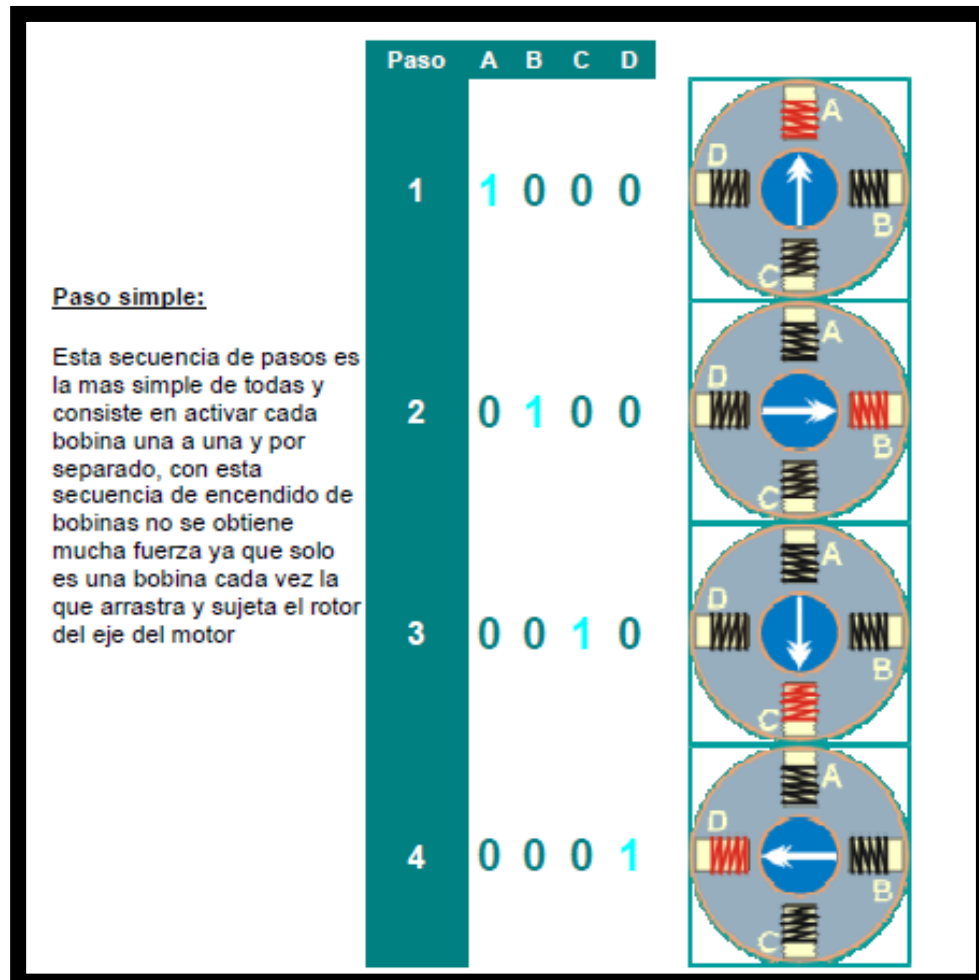 Paso A B C D
1 1 0 0 0
A
D
B
C
Paso simple:
Esta secuencia de pasos es
la mas simple de todas y
consiste en activar cada
bobina una a una y por
separado, con esta
secuencia de encendido de
bobinas no se obtiene
mucha fuerza ya que solo
es una bobina cada vez la
que arrastra y sujeta el rotor
del eje del motor
2 0 1 0 0
A
D
B
C
3 0 0 1 0
A
D
B
C
4 0 0 0 1
A
D
B
C